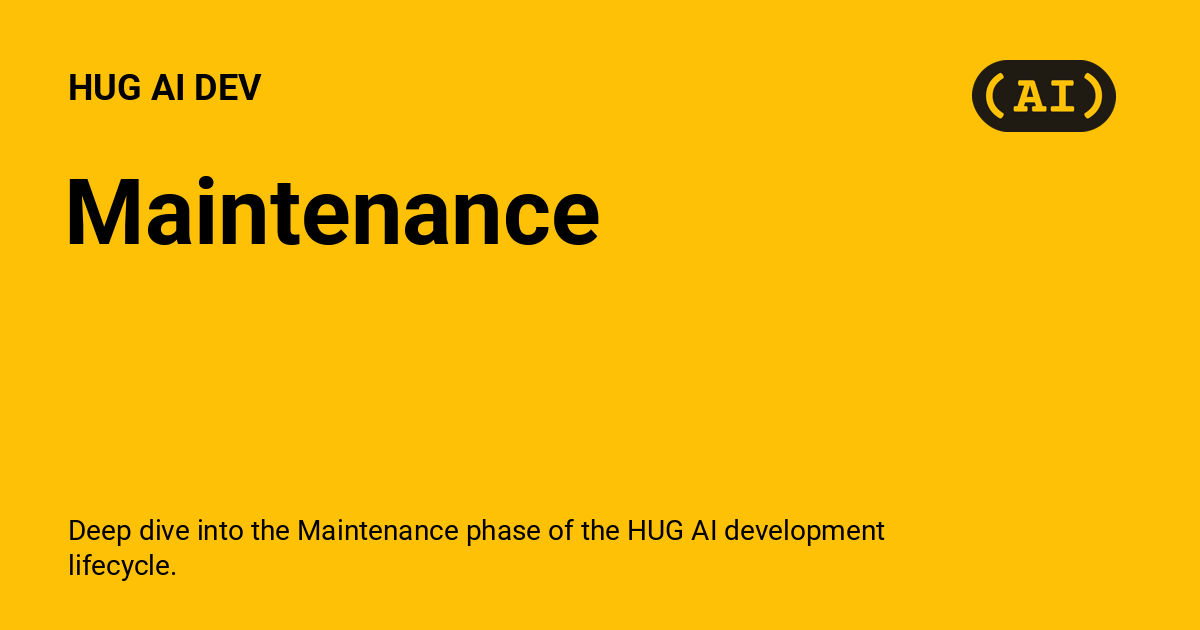 HUG AI DEV
(AI)
Maintenance
Deep dive into the Maintenance phase of the HUG AI development
lifecycle.